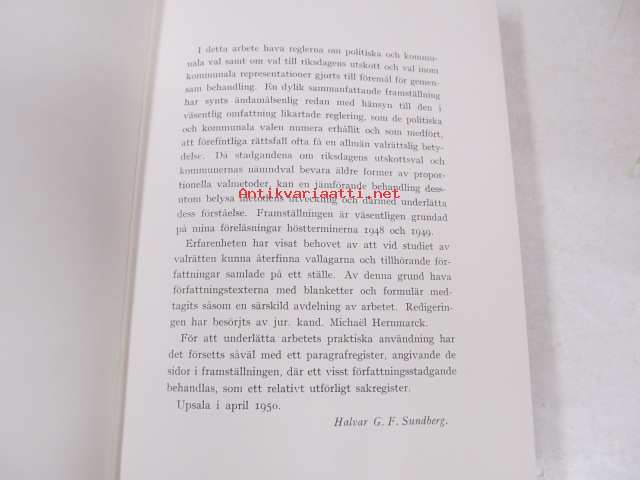 I detta arbete hava reglerna om politiska och kommu-
nala val samt om val till riksdagens utskott och val inom
kommunala representationer gjorts till föremål för gemen-
sam behandling. En dylik sammanfattande framställning
har synts ändamålsenlig redan med hänsyn till den i
väsentlig omfattning likartade reglering, som de politiska
och kommunala valen numera erhållit och som medfört,
att förefintliga rättsfall ofta få en allmän valrättslig bety-
delse. Då stadgandena om riksdagens utskottsval och
kommunernas nämndval bevara äldre former av propor-
tionella valmetoder, kan en jämförande behandling dess-
Antikvariaatti.net
utom belysa metodens utveckling och därmed underlätta
dess förståelse. Framställningen är väsentligen grundad
på mina föreläsningar höstterminerna 1948 och 1949.
Erfarenheten har visat behovet av att vid studiet av
valrätten kunna återfinna vallagarna och tillhörande för-
fattningar samlade på ett ställe. Av denna grund hava
författningstexterna med blanketter och formulär med-
tagits såsom en särskild avdelning av arbetet. Redigerin-
gen har besörjts av jur. kand. Michaël Hernmarck.
För att underlätta arbetets praktiska användning har
det försetts såväl med ett paragrafregister, angivande de
sidor i framställningen, där ett visst författningsstadgande
behandlas, som ett relativt utförligt sakregister.
Upsala i april 1950.
Halvar G. F. Sundberg.